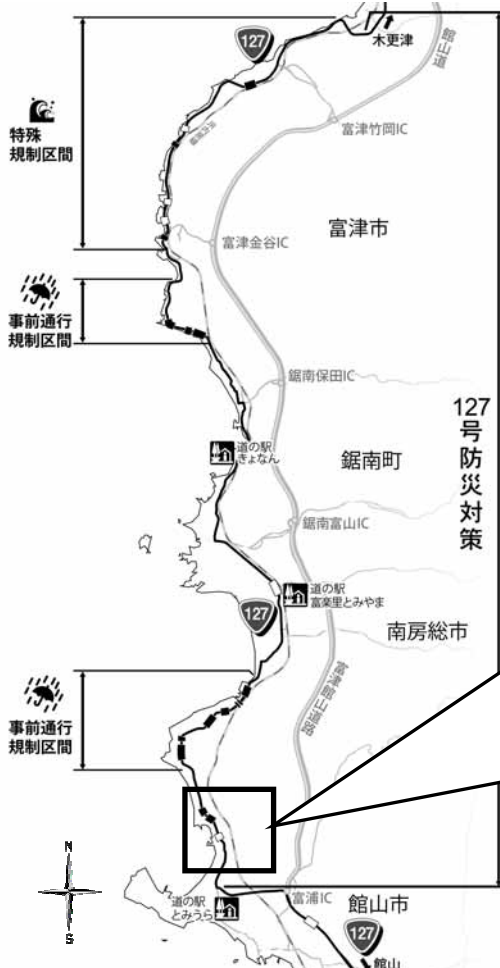 127
木更津
館山道
特殊
規制区間
富津竹岡IC
富津市
富津金谷IC
事前通行
規制区間
鋸南保田IC
127
号
防
災
対
策
道の駅
きょなん
鋸南町
鋸南富山IC
道の駅
富楽里とみやま
127
南房総市
富津館山道路
事前通行
規制区間
N
S
道の駅
とみうら
富浦IC
館山市
127
館山